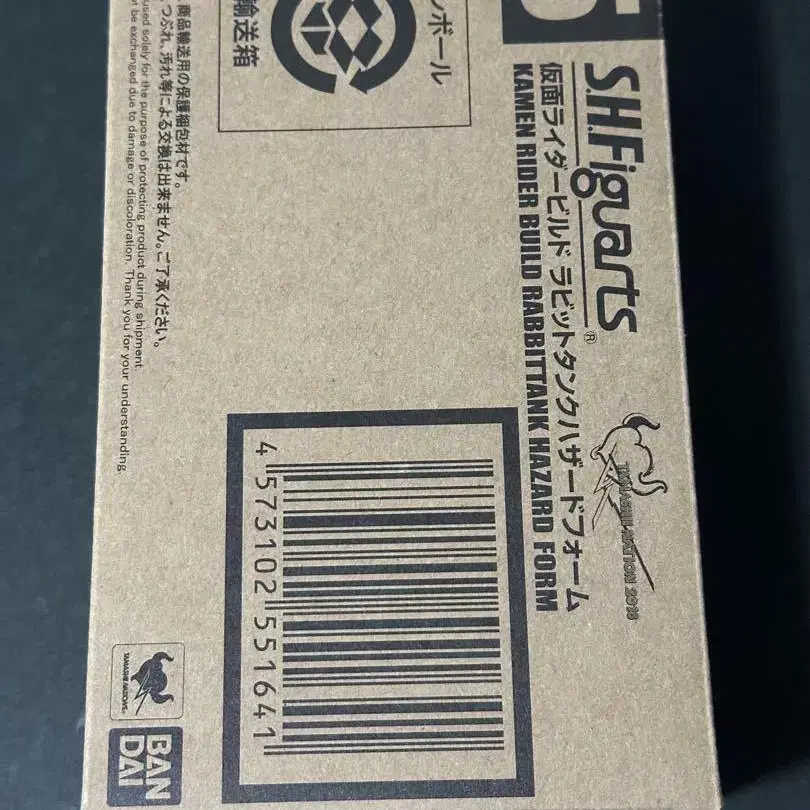 S.H.Figuarts®
仮面ライダービルド ラビットタンクハザードフォーム
KAMEN RIDER BUILD RABBITTANK HAZARD FORM
TAMASHII NATION 2018
ボール
輸送箱
商品輸送用の保護梱包材です。
つぶれ、汚れ等による交換は出来ません。ご了承ください。
used solely for the purpose of protecting product during shipment.
be exchanged due to damage or discoloration. Thank you for your understanding.
4 573102 551641
TAMASHII NATIONS®
BAN
DAI